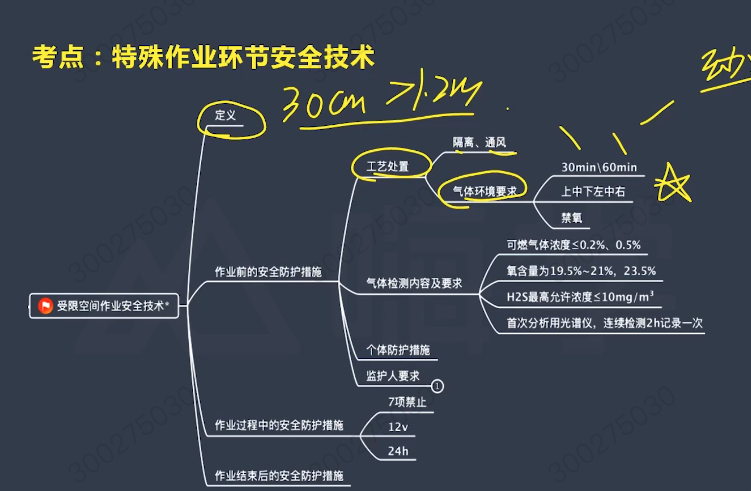 考点：特殊作业环节安全技术
30cm >1.2M
定义
隔离、通风
工艺处置
30min\60min
气体环境要求
上中下左中右
禁氧
可燃气体浓度≤0.2%、0.5%
作业前的安全防护措施
氧含量为19.5%~21%，23.5%
气体检测内容及要求
H2S最高允许浓度≤10mg/m³
受限空间作业安全技术*
首次分析用光谱仪，连续检测2h记录一次
个体防护措施
监护人要求
1
7项禁止
作业过程中的安全防护措施
12v
24h
作业结束后的安全防护措施
300275030